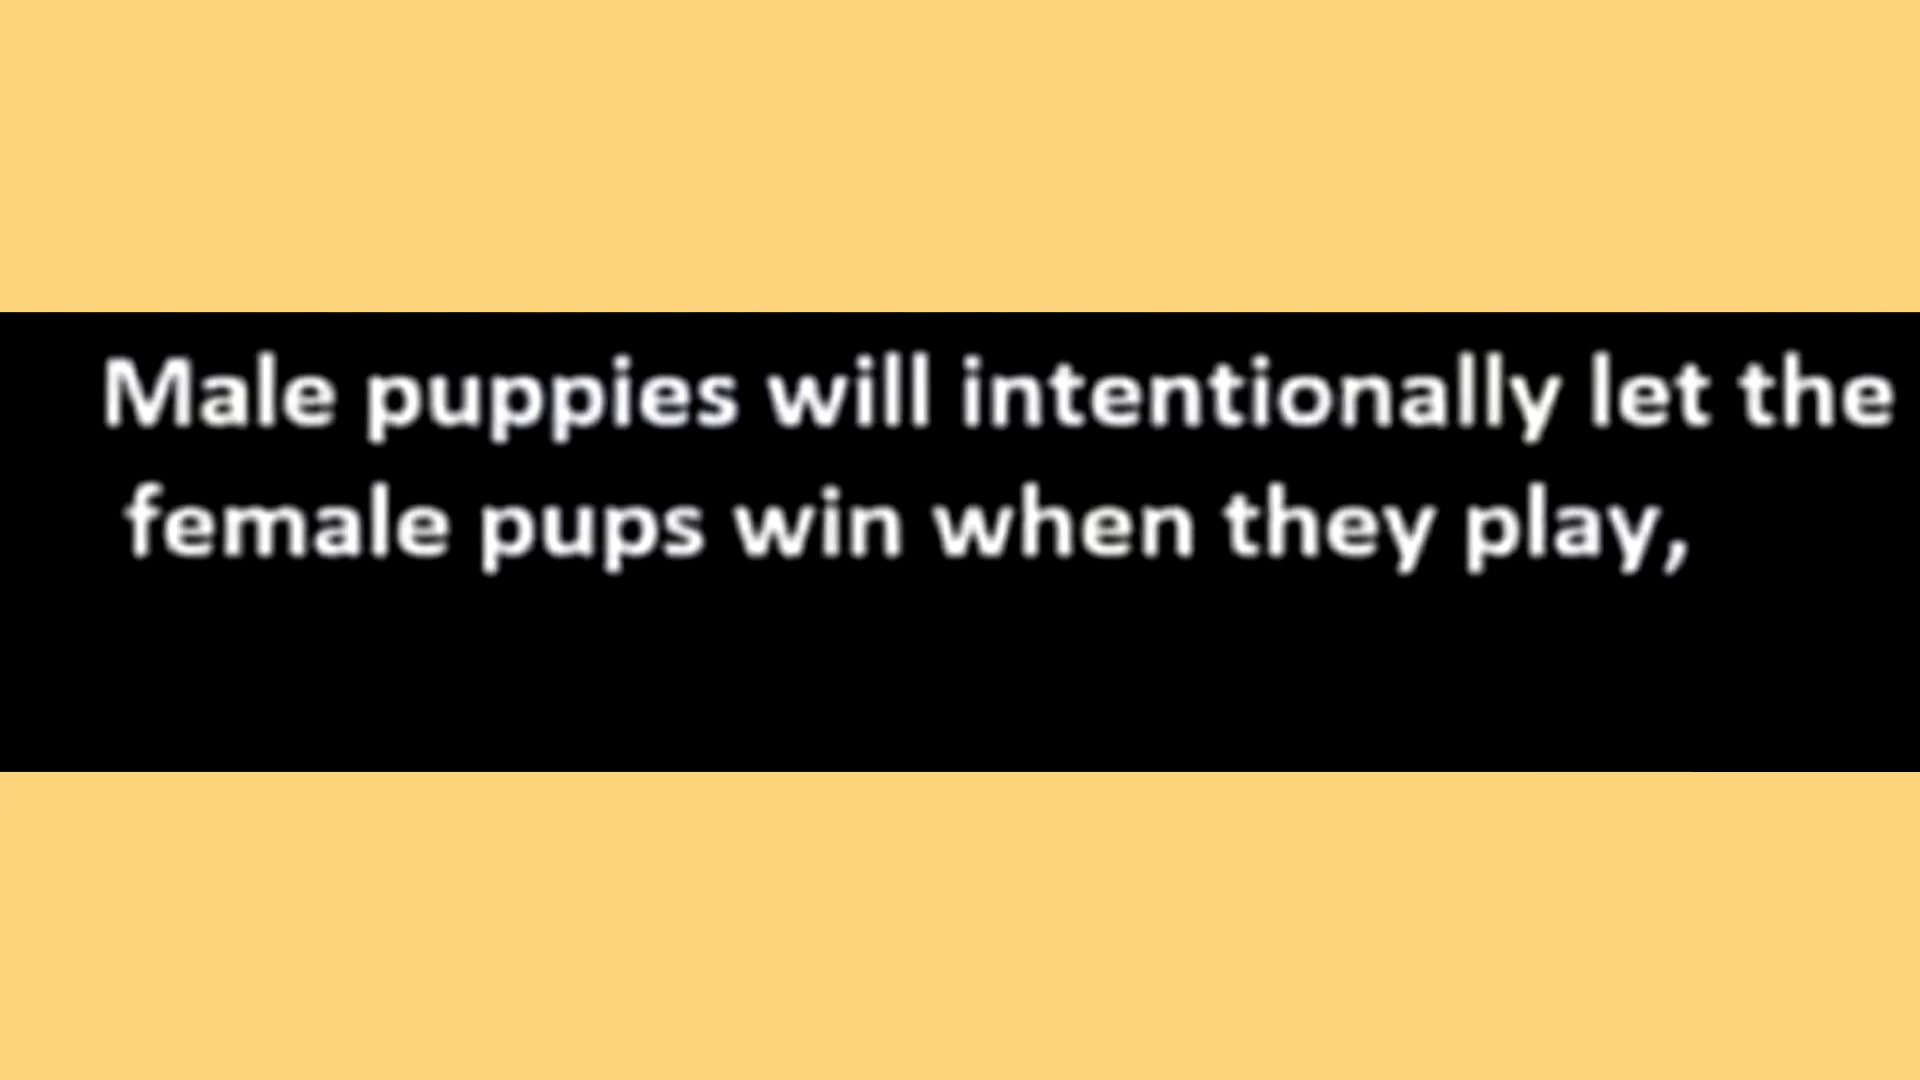 Male puppies will intentionally let the
female pups win when they play,